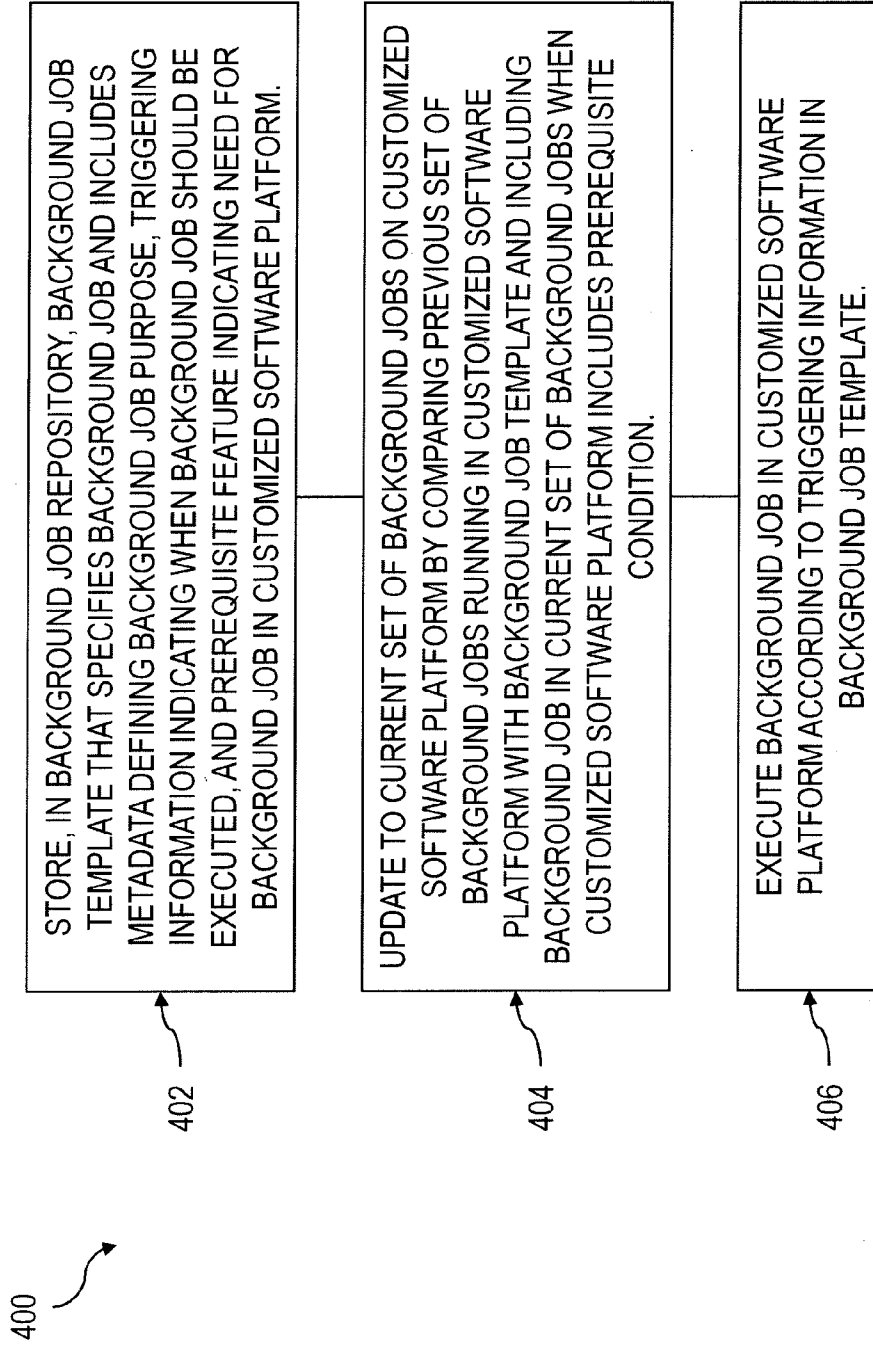 400
402
STORE, IN BACKGROUND JOB REPOSITORY, BACKGROUND JOB
TEMPLATE THAT SPECIFIES BACKGROUND JOB AND INCLUDES
METADATA DEFINING BACKGROUND JOB PURPOSE, TRIGGERING
INFORMATION INDICATING WHEN BACKGROUND JOB SHOULD BE
EXECUTED, AND PREREQUISITE FEATURE INDICATING NEED FOR
BACKGROUND JOB IN CUSTOMIZED SOFTWARE PLATFORM.
404
UPDATE TO CURRENT SET OF BACKGROUND JOBS ON CUSTOMIZED
SOFTWARE PLATFORM BY COMPARING PREVIOUS SET OF
BACKGROUND JOBS RUNNING IN CUSTOMIZED SOFTWARE
PLATFORM WITH BACKGROUND JOB TEMPLATE AND INCLUDING
BACKGROUND JOB IN CURRENT SET OF BACKGROUND JOBS WHEN
CUSTOMIZED SOFTWARE PLATFORM INCLUDES PREREQUISITE
CONDITION.
406
EXECUTE BACKGROUND JOB IN CUSTOMIZED SOFTWARE
PLATFORM ACCORDING TO TRIGGERING INFORMATION IN
BACKGROUND JOB TEMPLATE.